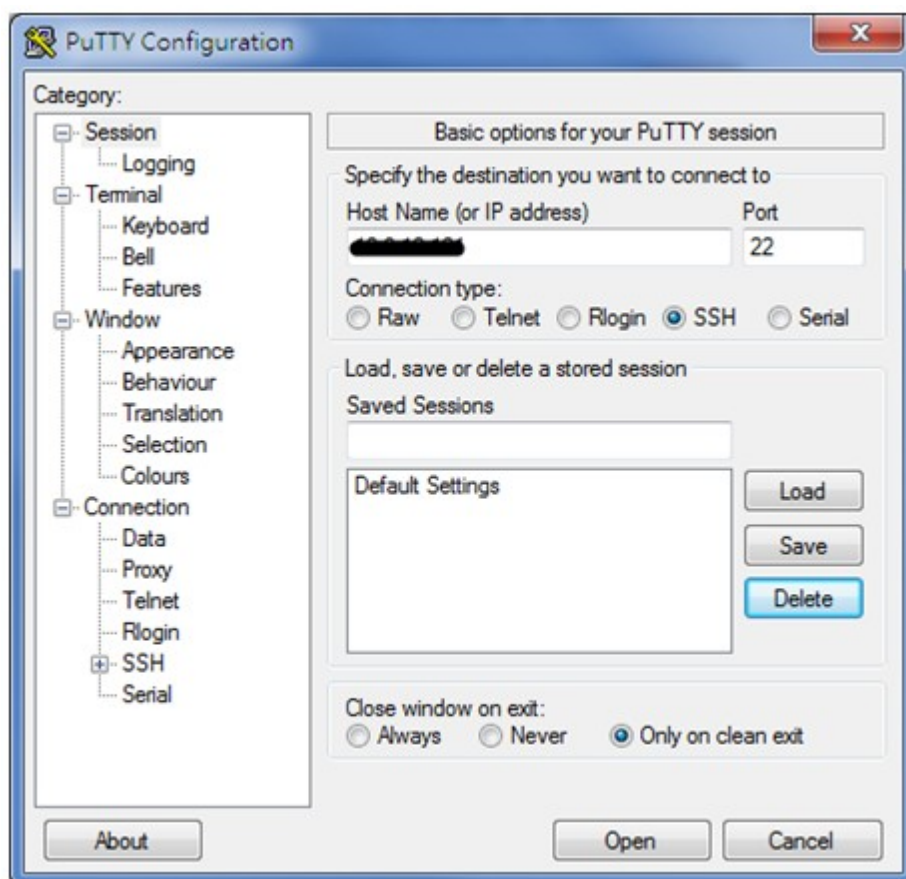 PuTTY Configuration
Category:
Session
Logging
Terminal
Keyboard
Bell
Features
Window
Appearance
Behaviour
Translation
Selection
Colours
Connection
Data
Proxy
Telnet
Rlogin
SSH
Serial
Basic options for your PuTTY session
Specify the destination you want to connect to
Host Name (or IP address) Port
22
Connection type:
Raw Telnet Rlogin SSH Serial
Load, save or delete a stored session
Saved Sessions
Default Settings
Load
Save
Delete
Close window on exit:
Always Never Only on clean exit
About Open Cancel